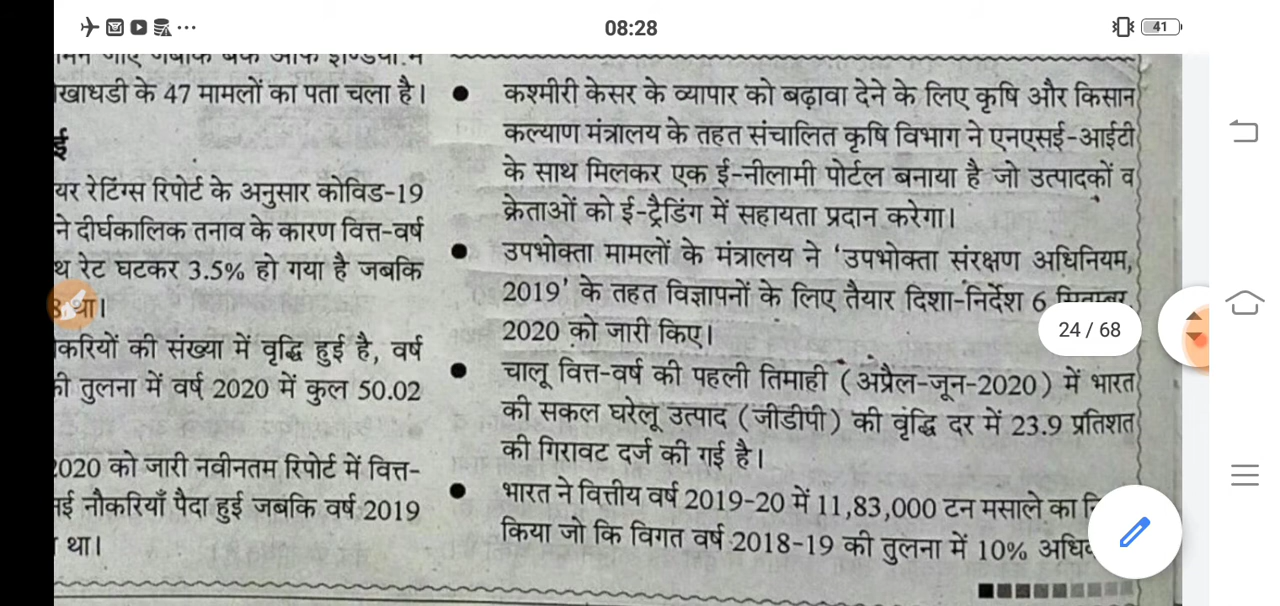 08:28
41
खाधडी के 47 मामलों का पता चला है।
ई
यर रेटिंग्स रिपोर्ट के अनुसार कोविड-19
ने दीर्घकालिक तनाव के कारण वित्त-वर्ष
थ रेट घटकर 3.5% हो गया है जबकि
था।
करियों की संख्या में वृद्धि हुई है, वर्ष
की तुलना में वर्ष 2020 में कुल 50.02
2020 को जारी नवीनतम रिपोर्ट में वित्त-
नई नौकरियाँ पैदा हुई जबकि वर्ष 2019
था।
● कश्मीरी केसर के व्यापार को बढ़ावा देने के लिए कृषि और किसान
कल्याण मंत्रालय के तहत संचालित कृषि विभाग ने एनएसई-आईटी
के साथ मिलकर एक ई-नीलामी पोर्टल बनाया है जो उत्पादकों व
क्रेताओं को ई-ट्रैडिंग में सहायता प्रदान करेगा।
● उपभोक्ता मामलों के मंत्रालय ने ‘उपभोक्ता संरक्षण अधिनियम,
2019’ के तहत विज्ञापनों के लिए तैयार दिशा-निर्देश 6 सितम्बर
2020 को जारी किए।
● चालू वित्त-वर्ष की पहली तिमाही (अप्रैल-जून-2020) में भारत
की सकल घरेलू उत्पाद (जीडीपी) की वृद्धि दर में 23.9 प्रतिशत
की गिरावट दर्ज की गई है।
● भारत ने वित्तीय वर्ष 2019-20 में 11,83,000 टन मसाले का
किया जो कि विगत वर्ष 2018-19 की तुलना में 10%
24 / 68